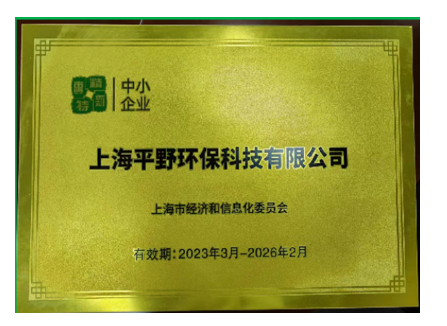 专精特新
中小
企业
上海平野环保科技有限公司
上海市经济和信息化委员会
有效期：2023年3月-2026年2月